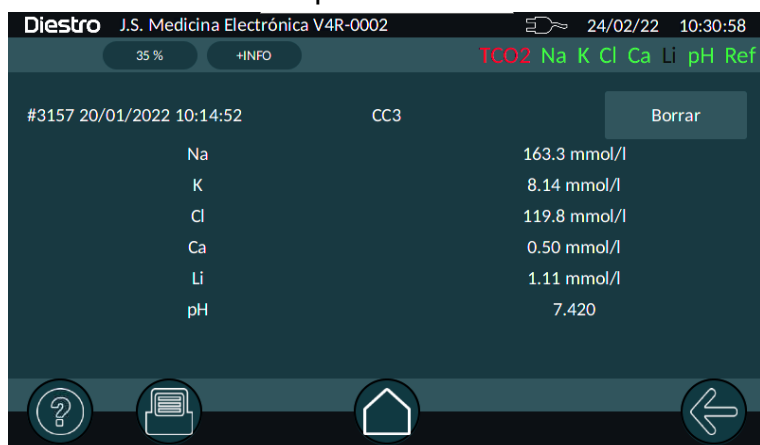 Diestro J.S. Medicina Electrónica V4R-0002 24/02/22 10:30:58
35 % +INFO TCO2 Na K Cl Ca Li pH Ref
#3157 20/01/2022 10:14:52 CC3 Borrar
Na 163.3 mmol/l
K 8.14 mmol/l
Cl 119.8 mmol/l
Ca 0.50 mmol/l
Li 1.11 mmol/l
pH 7.420
?